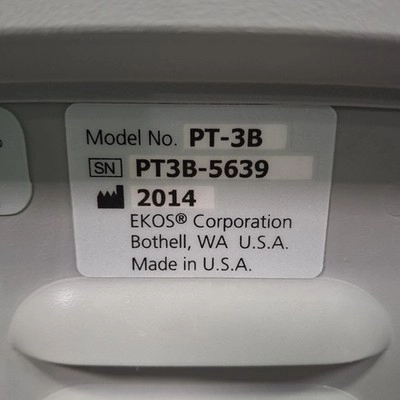 Model No. PT-3B
SN PT3B-5639
2014
EKOS® Corporation
Bothell, WA U.S.A.
Made in U.S.A.